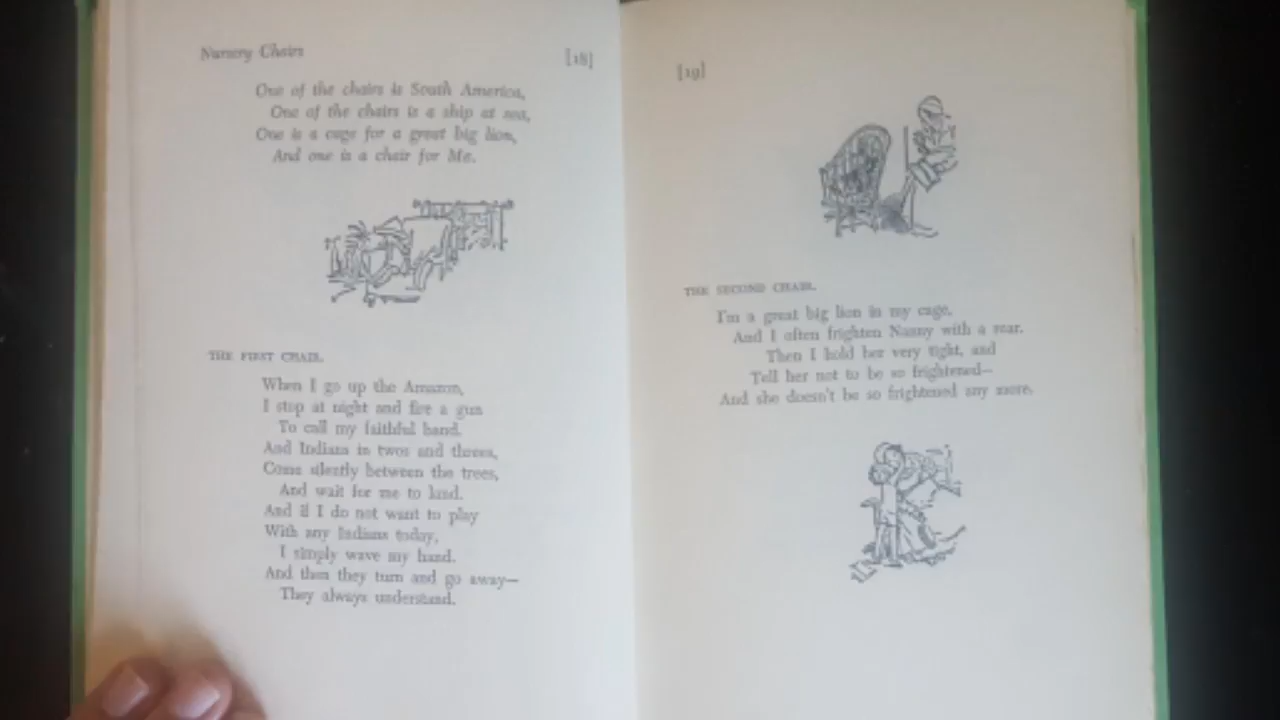 Nursery Chairs
[18]
One of the chairs is South America,
One of the chairs is a ship at sea,
One is a cage for a great big lion,
And one is a chair for Me.
THE FIRST CHAIR.
When I go up the Amazon,
I stop at night and fire a gun
To call my faithful band.
And Indians in twos and threes,
Come silently between the trees,
And wait for me to land.
And if I do not want to play
With any Indians today,
I simply wave my hand.
And then they turn and go away—
They always understand.
[19]
THE SECOND CHAIR.
I'm a great big lion in my cage,
And I often frighten Nanny with a roar.
Then I hold her very tight, and
Tell her not to be so frightened—
And she doesn't be so frightened any more.